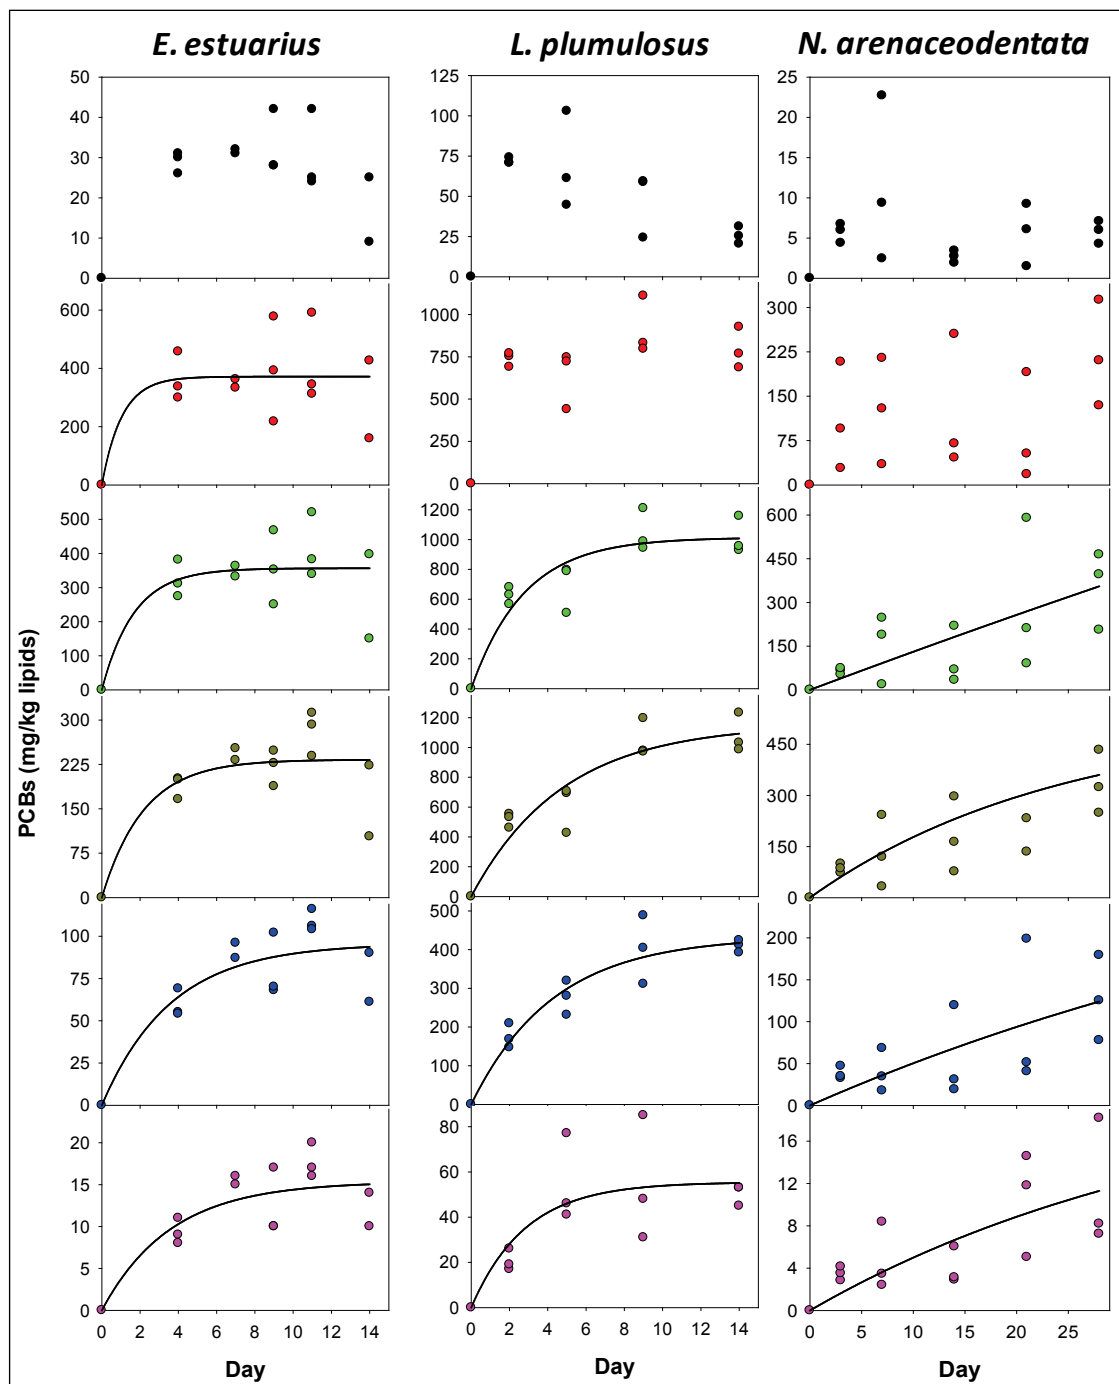 E. estuarius L. plumulosus N. arenaceodentata
50 125 25
40 100 20
30 75 15
20 50 10
10 25 5
0 0 0
600 1000 300
400 750 225
200 500 150
0 250 75
0 0
500 1200 600
400 1000 450
300 800 300
200 600 150
100 400 0
0 200
0
PCBs (mg/kg lipids)
300 1200 450
225 1000 300
150 800 150
75 600 0
0 400
200
0
100 500 200
75 400 150
50 300 100
25 200 50
0 100 0
0
20 80 16
15 60 12
10 40 8
5 20 4
0 0 0
0 2 4 6 8 10 12 14 0 2 4 6 8 10 12 14 0 5 10 15 20 25
Day Day Day